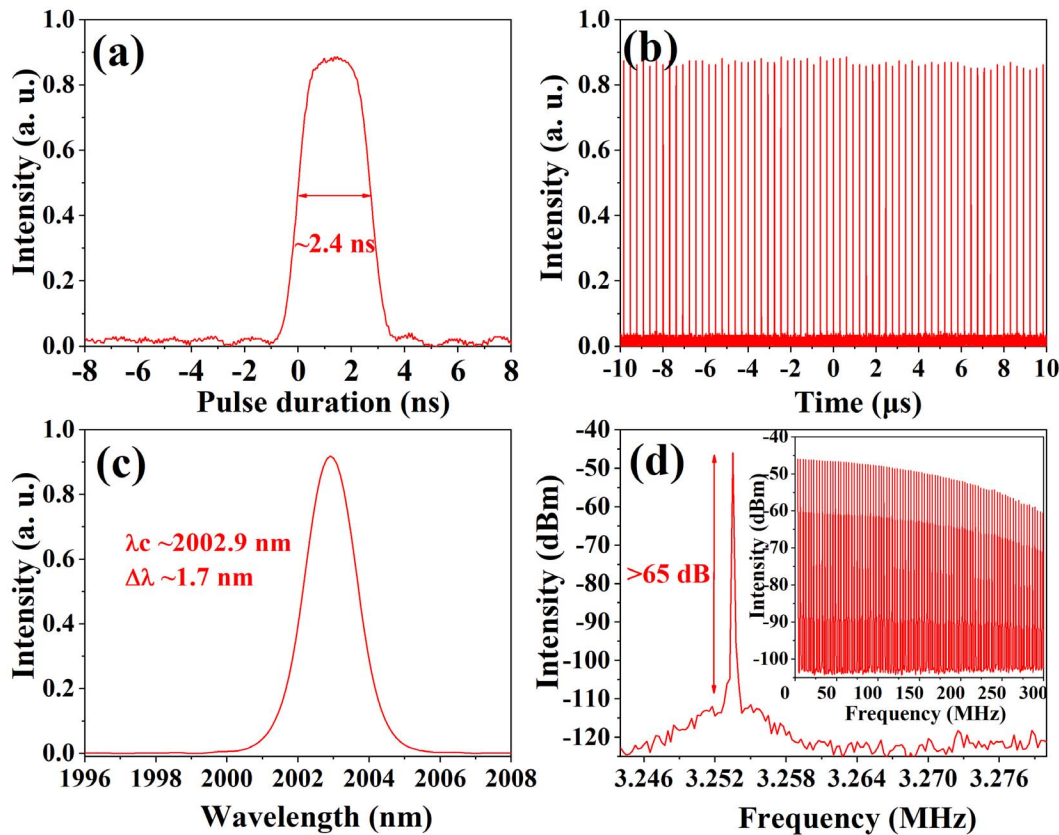 (a)
Intensity (a. u.)
1.0
0.8
0.6
0.4
0.2
0.0
~2.4 ns
-8 -6 -4 -2 0 2 4 6 8
Pulse duration (ns)
(b)
Intensity (a. u.)
1.0
0.8
0.6
0.4
0.2
0.0
-10 -8 -6 -4 -2 0 2 4 6 8 10
Time (μs)
(c)
Intensity (a. u.)
1.0
0.8
0.6
0.4
0.2
0.0
λc ~2002.9 nm
Δλ ~1.7 nm
1996 1998 2000 2002 2004 2006 2008
Wavelength (nm)
(d)
Intensity (dBm)
-40
-50
-60
-70
-80
-90
-100
-110
-120
>65 dB
3.246 3.252 3.258 3.264 3.270 3.276
Frequency (MHz)
Intensity (dBm)
-40
-50
-60
-70
-80
-90
-100
0 50 100 150 200 250 300
Frequency (MHz)